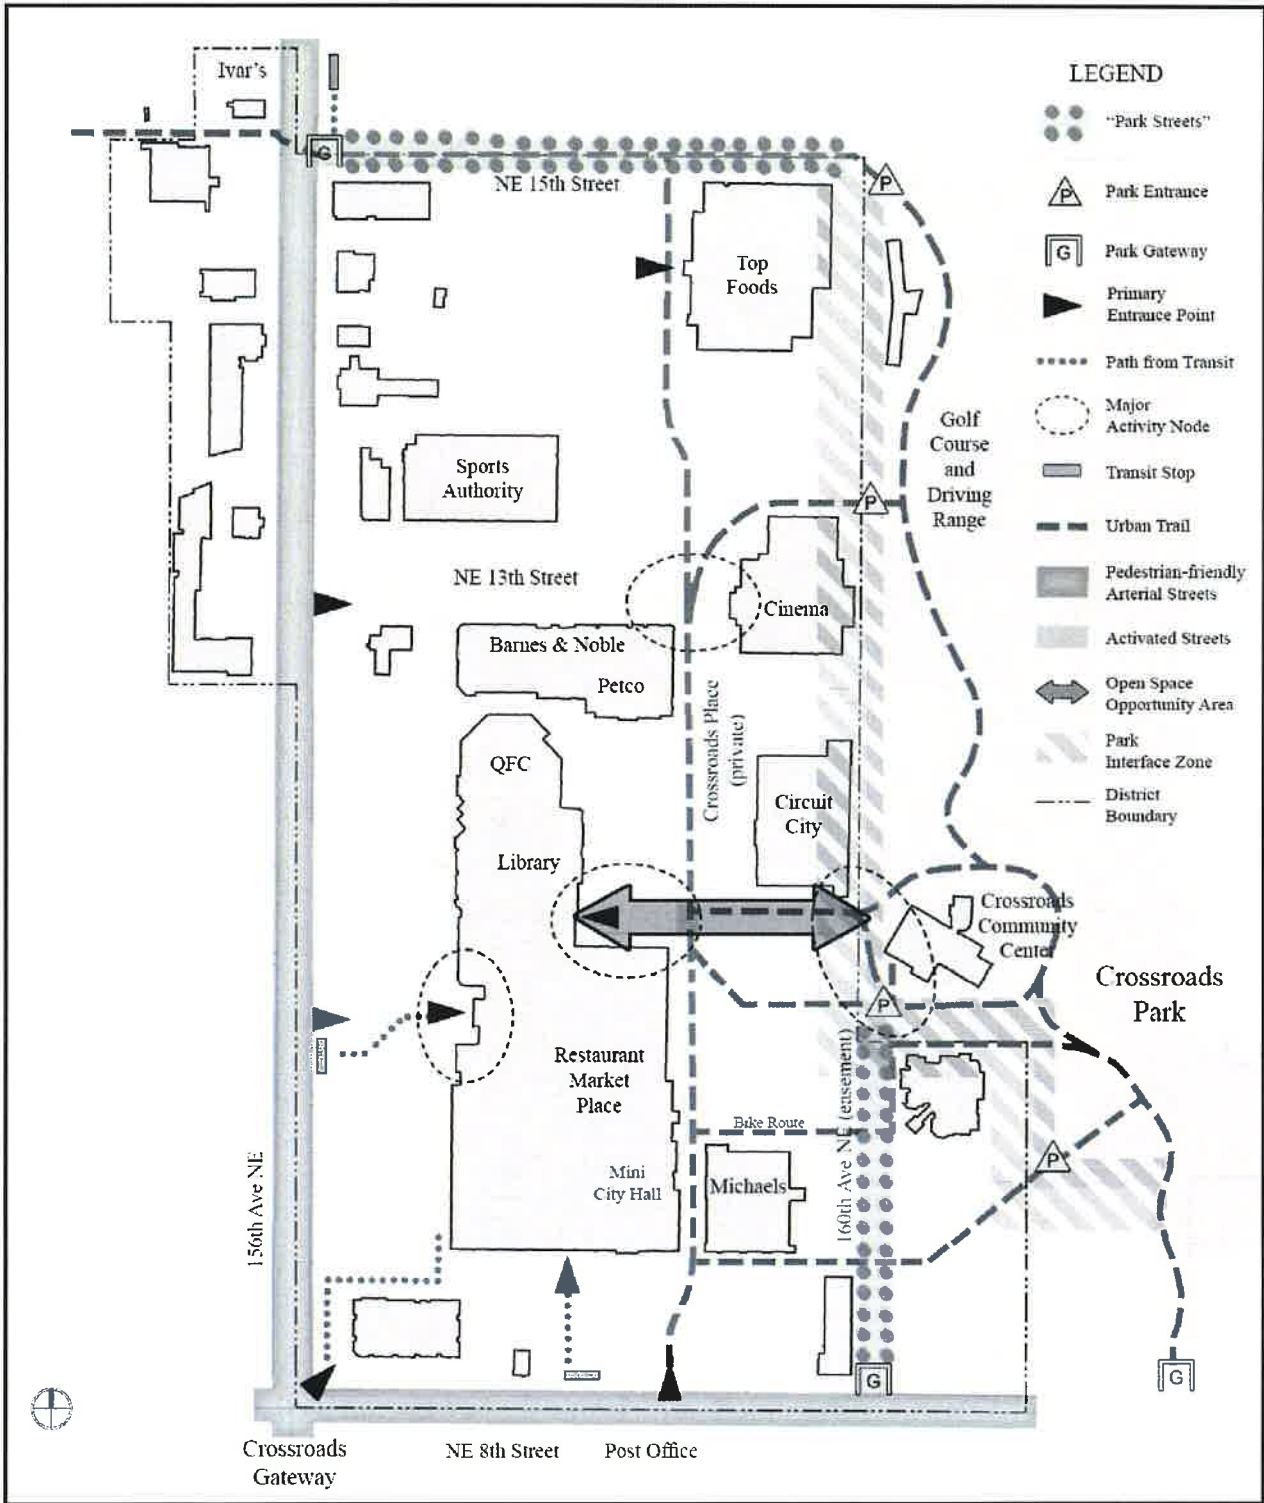 Ivar's
G
NE 15th Street
P
Top
Foods
Golf
Course
and
Driving
Range
Sports
Authority
P
NE 13th Street
Cinema
Barnes & Noble
Petco
Crossroads Place
(private)
QFC
Circuit
City
Library
Crossroads
Community
Center
Crossroads
Park
P
Restaurant
Market
Place
160th Ave NE (easement)
Bike Route
P
Mini
City Hall
Michaels
156th Ave NE
G
G
Crossroads
Gateway
NE 8th Street
Post Office
LEGEND
"Park Streets"
P
Park Entrance
G
Park Gateway
Primary
Entrance Point
Path from Transit
Major
Activity Node
Transit Stop
Urban Trail
Pedestrian-friendly
Arterial Streets
Activated Streets
Open Space
Opportunity Area
Park
Interface Zone
District
Boundary